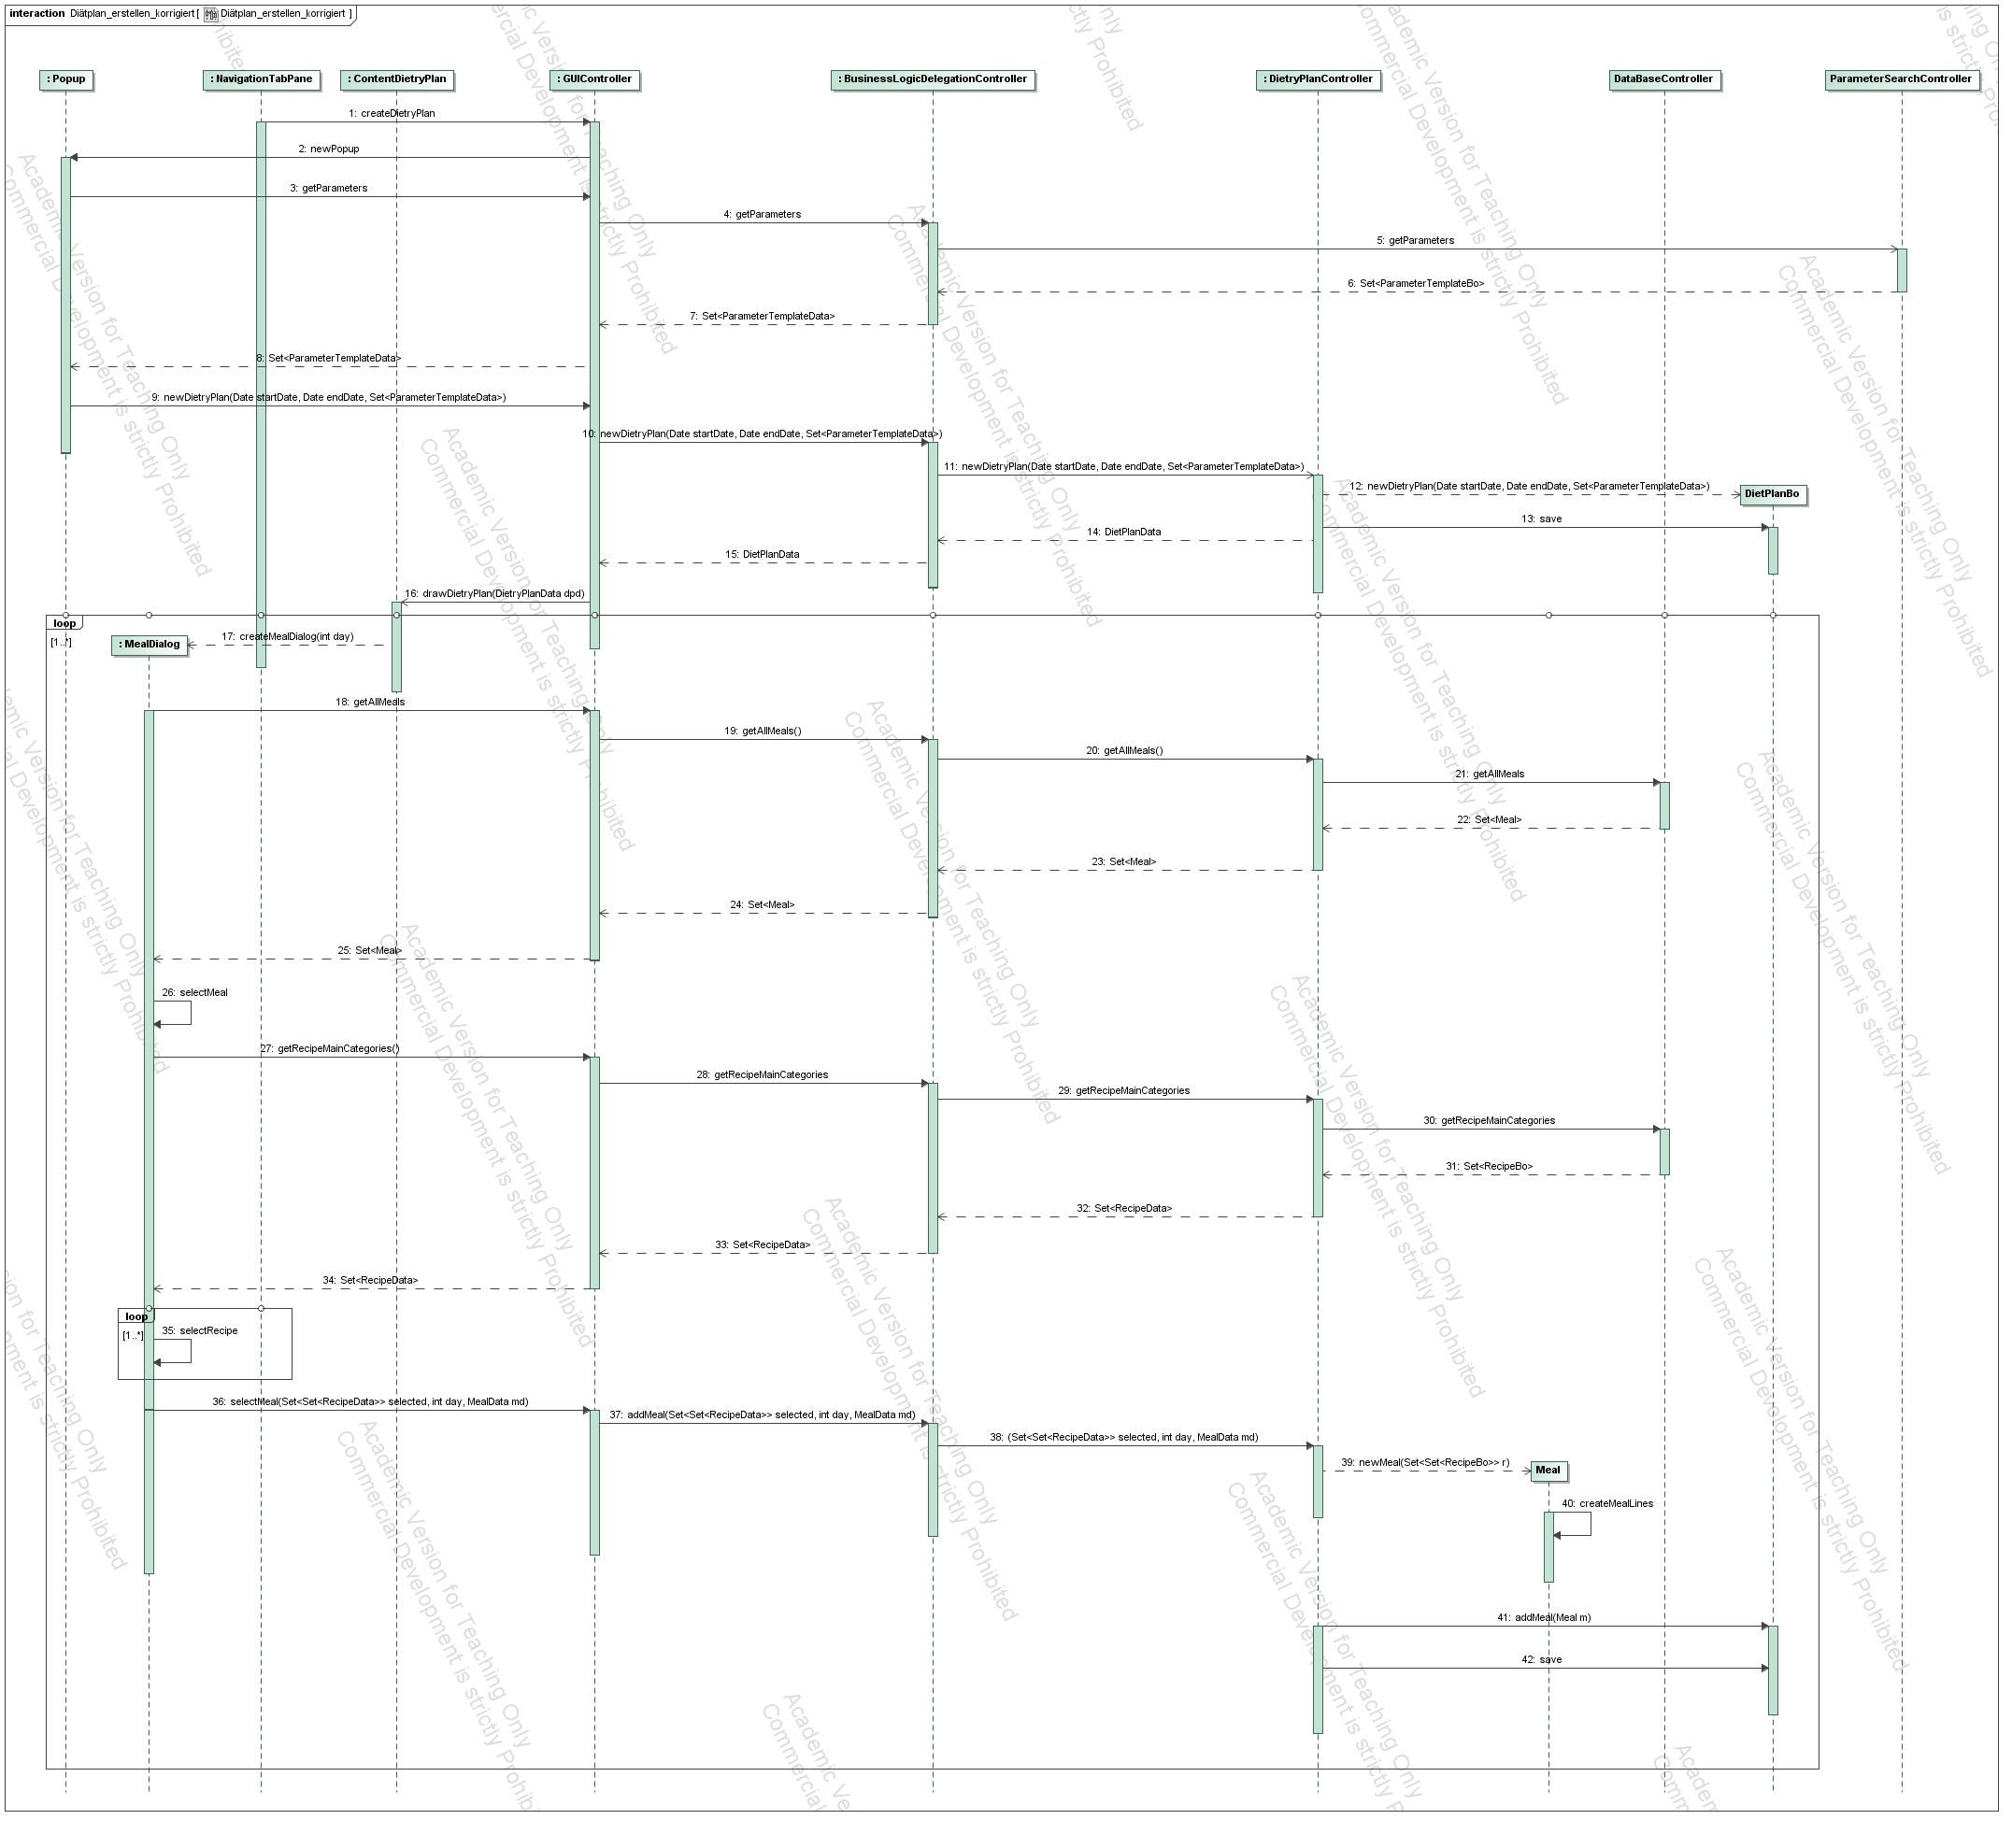 interaction Diätplan_erstellen_korrigiert [ Diätplan_erstellen_korrigiert ]
: Popup
: NavigationTabPane
: ContentDietryPlan
: GUIController
: BusinessLogicDelegationController
: DietryPlanController
DataBaseController
ParameterSearchController
1: createDietryPlan
2: newPopup
3: getParameters
4: getParameters
5: getParameters
6: Set<ParameterTemplateBo>
7: Set<ParameterTemplateData>
8: Set<ParameterTemplateData>
9: newDietryPlan(Date startDate, Date endDate, Set<ParameterTemplateData>)
10: newDietryPlan(Date startDate, Date endDate, Set<ParameterTemplateData>)
11: newDietryPlan(Date startDate, Date endDate, Set<ParameterTemplateData>)
12: newDietryPlan(Date startDate, Date endDate, Set<ParameterTemplateData>)
DietPlanBo
13: save
14: DietPlanData
15: DietPlanData
16: drawDietryPlan(DietryPlanData dpd)
loop
[1..*]
17: createMealDialog(int day)
: MealDialog
18: getAllMeals
19: getAllMeals()
20: getAllMeals()
21: getAllMeals
22: Set<Meal>
23: Set<Meal>
24: Set<Meal>
25: Set<Meal>
26: selectMeal
27: getRecipeMainCategories()
28: getRecipeMainCategories
29: getRecipeMainCategories
30: getRecipeMainCategories
31: Set<RecipeBo>
32: Set<RecipeData>
33: Set<RecipeData>
34: Set<RecipeData>
loop
[1..*]
35: selectRecipe
36: selectMeal(Set<Set<RecipeData>> selected, int day, MealData md)
37: addMeal(Set<Set<RecipeData>> selected, int day, MealData md)
38: (Set<Set<RecipeData>> selected, int day, MealData md)
39: newMeal(Set<Set<RecipeBo>> r)
Meal
40: createMealLines
41: addMeal(Meal m)
42: save
Academic Version for Teaching Only
Commercial Development is strictly Prohibited